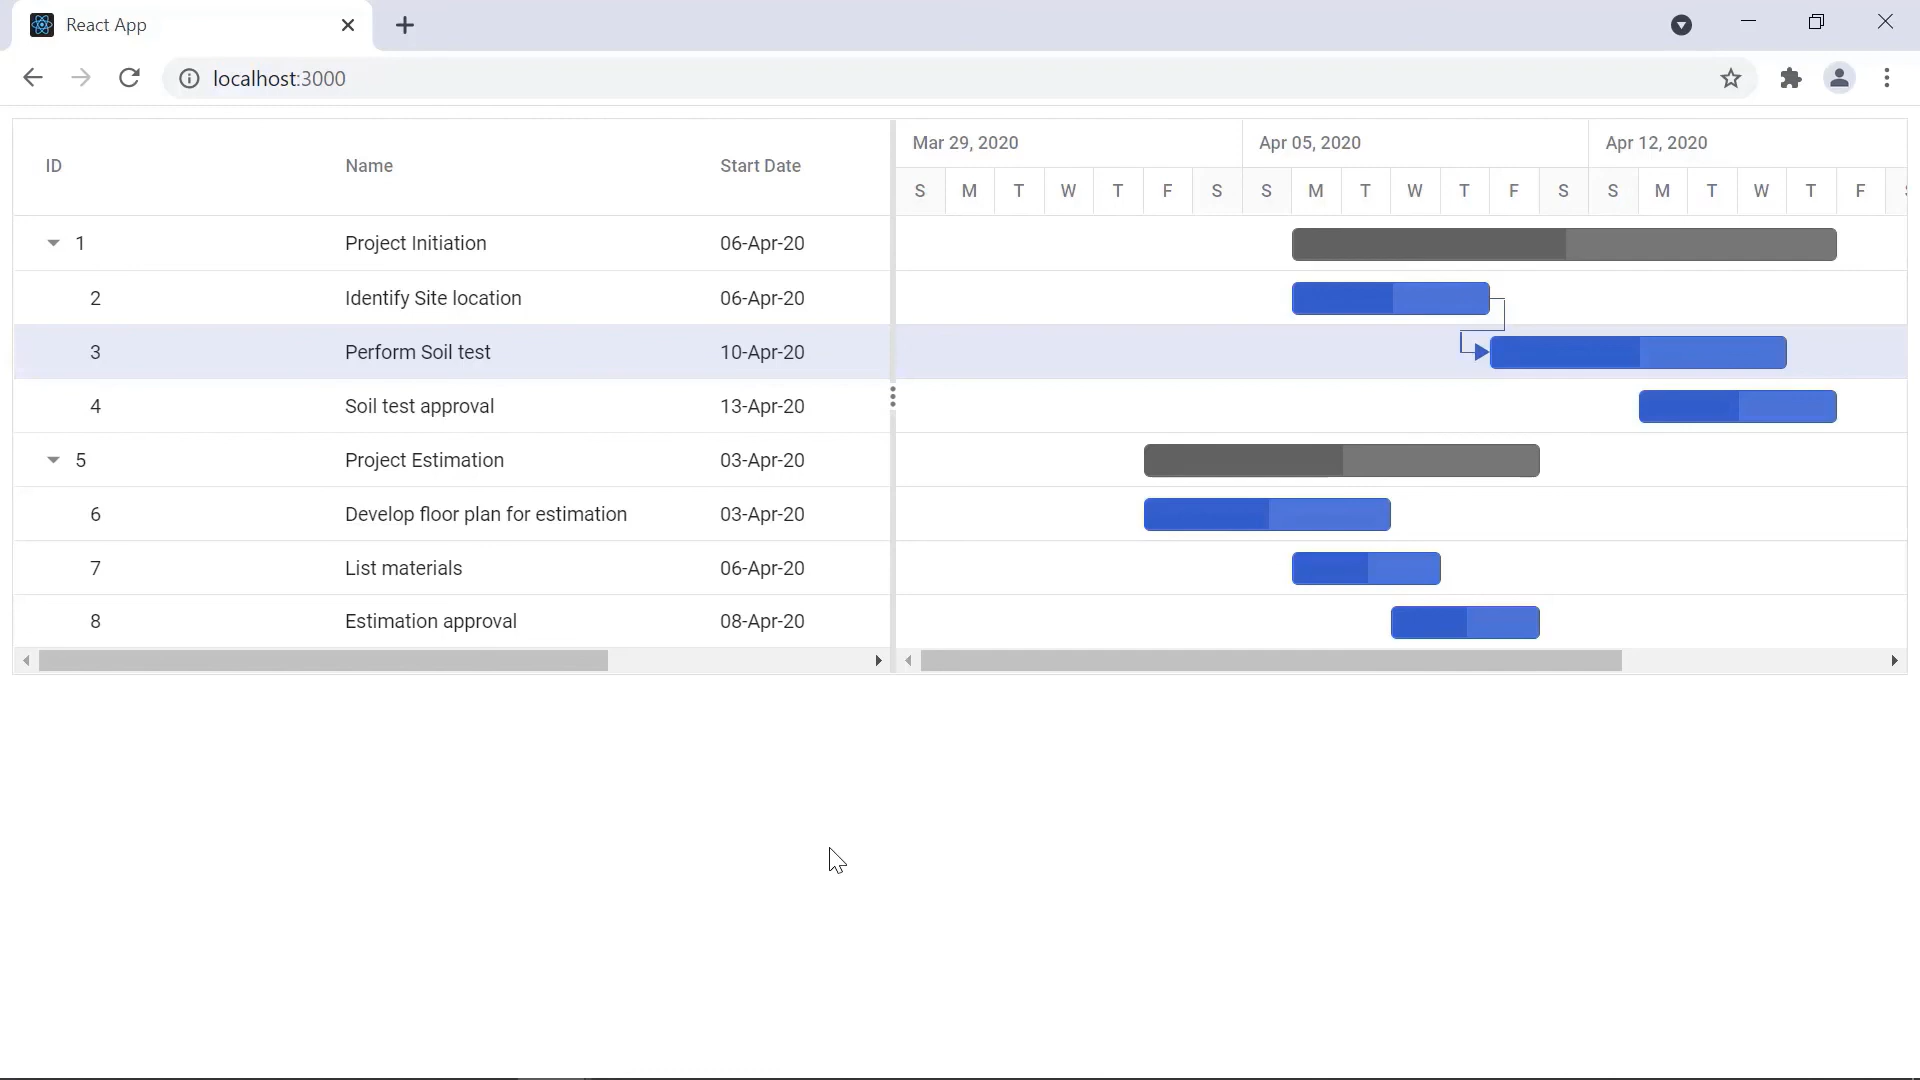 React App
localhost:3000
ID Name Start Date
Mar 29, 2020 Apr 05, 2020 Apr 12, 2020
S M T W T F S S M T W T F S S M T W T F
1 Project Initiation 06-Apr-20
2 Identify Site location 06-Apr-20
3 Perform Soil test 10-Apr-20
4 Soil test approval 13-Apr-20
5 Project Estimation 03-Apr-20
6 Develop floor plan for estimation 03-Apr-20
7 List materials 06-Apr-20
8 Estimation approval 08-Apr-20